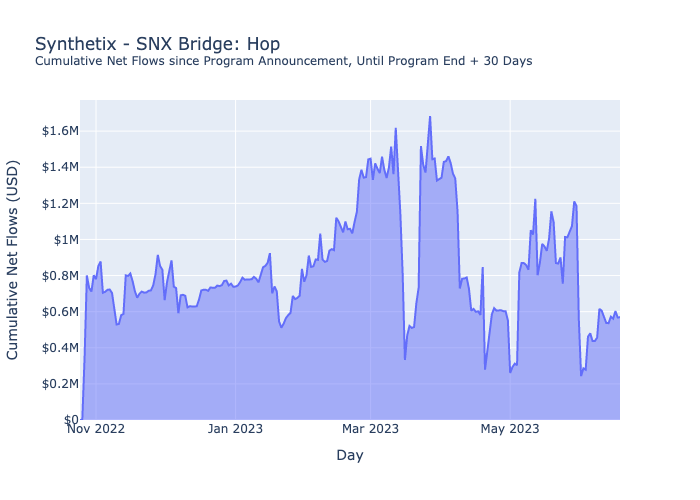 Synthetix - SNX Bridge: Hop
Cumulative Net Flows since Program Announcement, Until Program End + 30 Days
Cumulative Net Flows (USD)
$1.6M
$1.4M
$1.2M
$1M
$0.8M
$0.6M
$0.4M
$0.2M
$0
Nov 2022
Jan 2023
Mar 2023
May 2023
Day